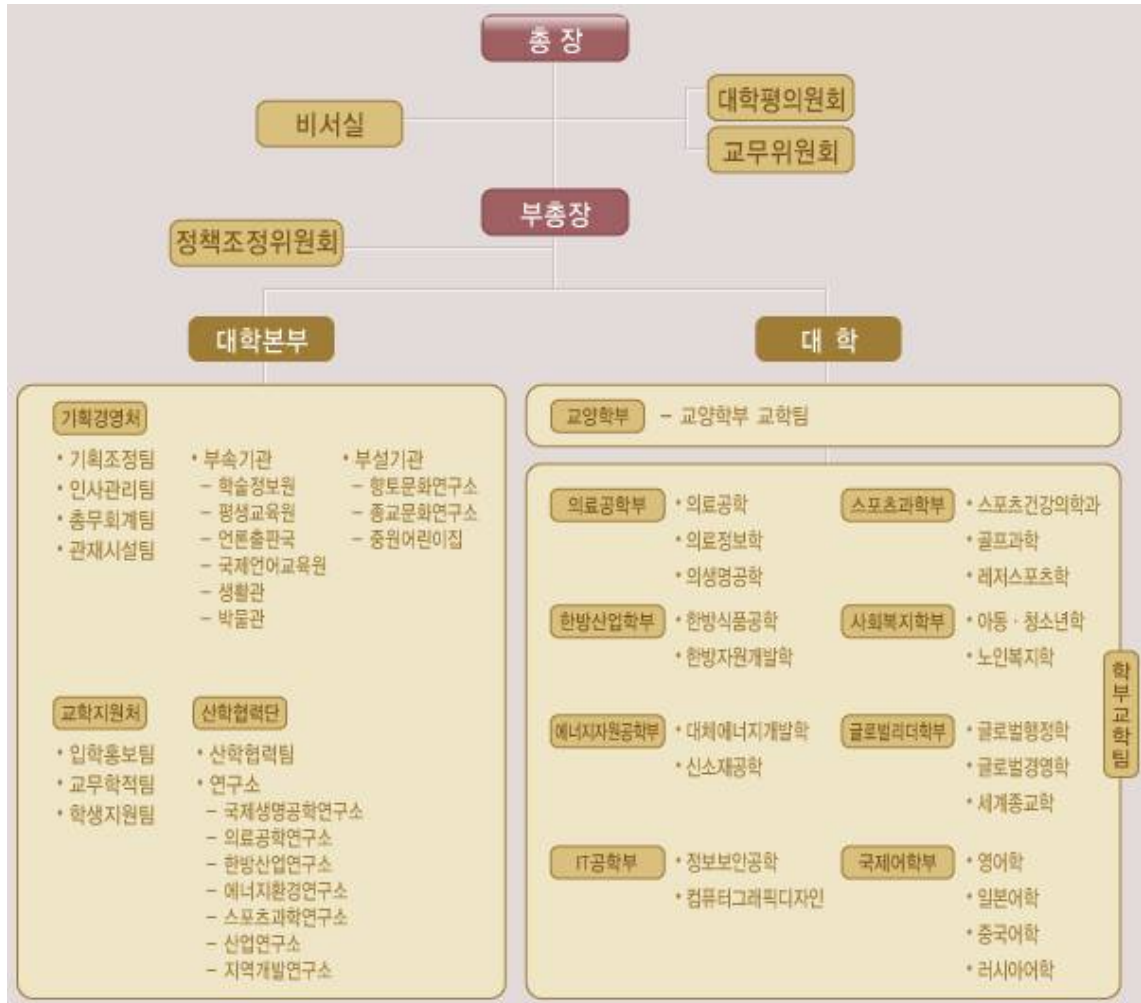 총 장
비서실
대학평의원회
교무위원회
부총장
정책조정위원회
대학본부
기획경영처
• 기획조정팀
• 인사관리팀
• 총무회계팀
• 관재시설팀
• 부속기관
– 학술정보원
– 평생교육원
– 언론출판국
– 국제언어교육원
– 생활관
– 박물관
• 부설기관
– 향토문화연구소
– 종교문화연구소
– 중원어린이집
교학지원처
• 입학홍보팀
• 교무학적팀
• 학생지원팀
산학협력단
• 산학협력팀
• 연구소
– 국제생명공학연구소
– 의료공학연구소
– 한방산업연구소
– 에너지환경연구소
– 스포츠과학연구소
– 산업연구소
– 지역개발연구소
대 학
교양학부 – 교양학부 교학팀
의료공학부
• 의료공학
• 의료정보학
• 의생명공학
스포츠과학부
• 스포츠건강의학과
• 골프과학
• 레저스포츠학
한방산업학부
• 한방식품공학
• 한방자원개발학
사회복지학부
• 아동 · 청소년학
• 노인복지학
에너지자원공학부
• 대체에너지개발학
• 신소재공학
글로벌리더학부
• 글로벌행정학
• 글로벌경영학
• 세계종교학
IT공학부
• 정보보안공학
• 컴퓨터그래픽디자인
국제어학부
• 영어학
• 일본어학
• 중국어학
• 러시아어학
학부교학팀